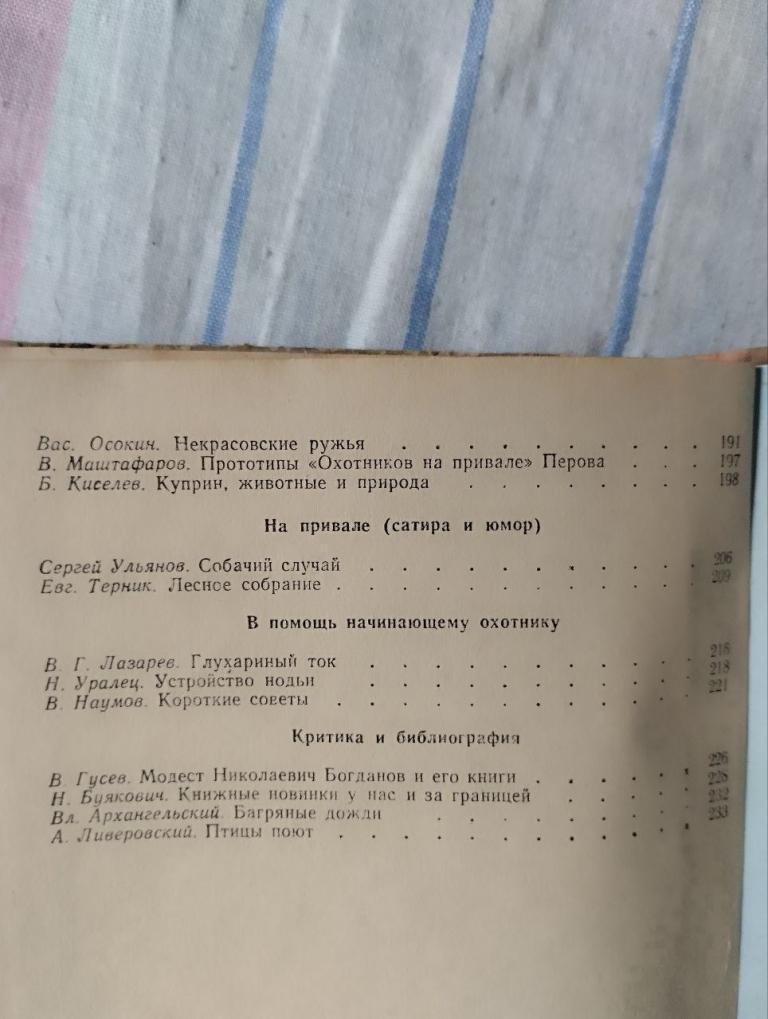 Вас. Осокин. Некрасовские ружья . . . . . . . . . . 191
В. Маштафаров. Прототипы «Охотников на привале» Перова . . . 197
Б. Киселев. Куприн, животные и природа . . . . . . . 198
На привале (сатира и юмор)
Сергей Ульянов. Собачий случай . . . . . . . . . . . 206
Евг. Терник. Лесное собрание . . . . . . . . . . . . 209
В помощь начинающему охотнику
В. Г. Лазарев. Глухариный ток . . . . . . . . . . . 216
Н. Уралец. Устройство нодьи . . . . . . . . . . . 218
В. Наумов. Короткие советы . . . . . . . . . . . . 221
Критика и библиография
В. Гусев. Модест Николаевич Богданов и его книги . . . . . . 226
Н. Буякович. Книжные новинки у нас и за границей . . . . . 228
Вл. Архангельский. Багряные дожди . . . . . . . . 232
А. Ливеровский. Птицы поют . . . . . . . . . . . 233